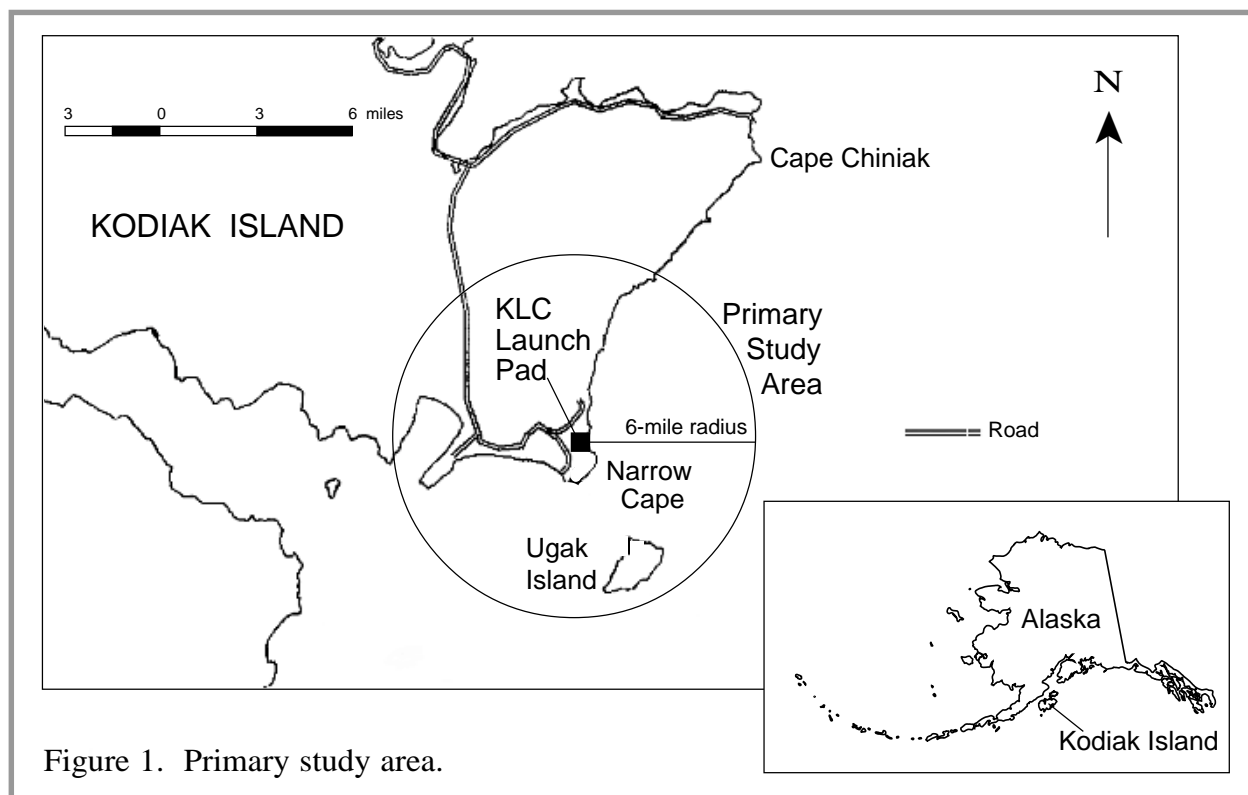 3 0 3 6 miles
N
Cape Chiniak
KODIAK ISLAND
KLC
Launch
Pad
Primary
Study
Area
6-mile radius
Road
Narrow
Cape
Ugak
Island
Alaska
Kodiak Island
Figure 1. Primary study area.